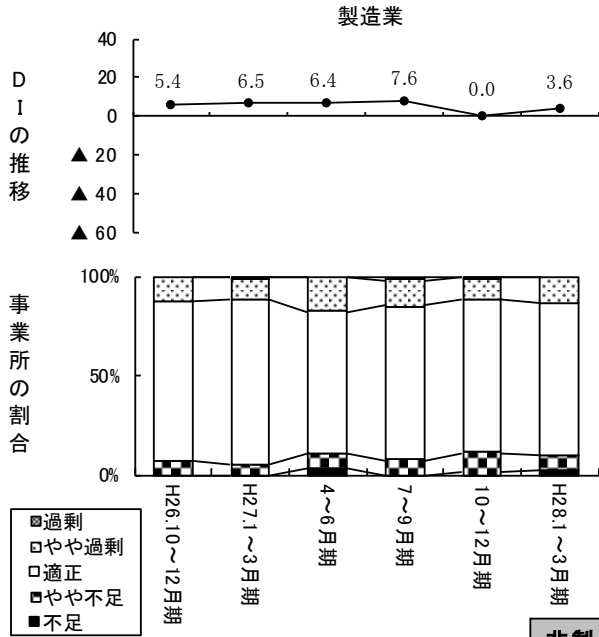 製造業
DIの推移
40
20
0
▲ 20
▲ 40
▲ 60
5.4
6.5
6.4
7.6
0.0
3.6
事業所の割合
100%
50%
0%
H26.10～12月期
H27.1～3月期
4～6月期
7～9月期
10～12月期
H28.1～3月期
過剰
やや過剰
適正
やや不足
不足